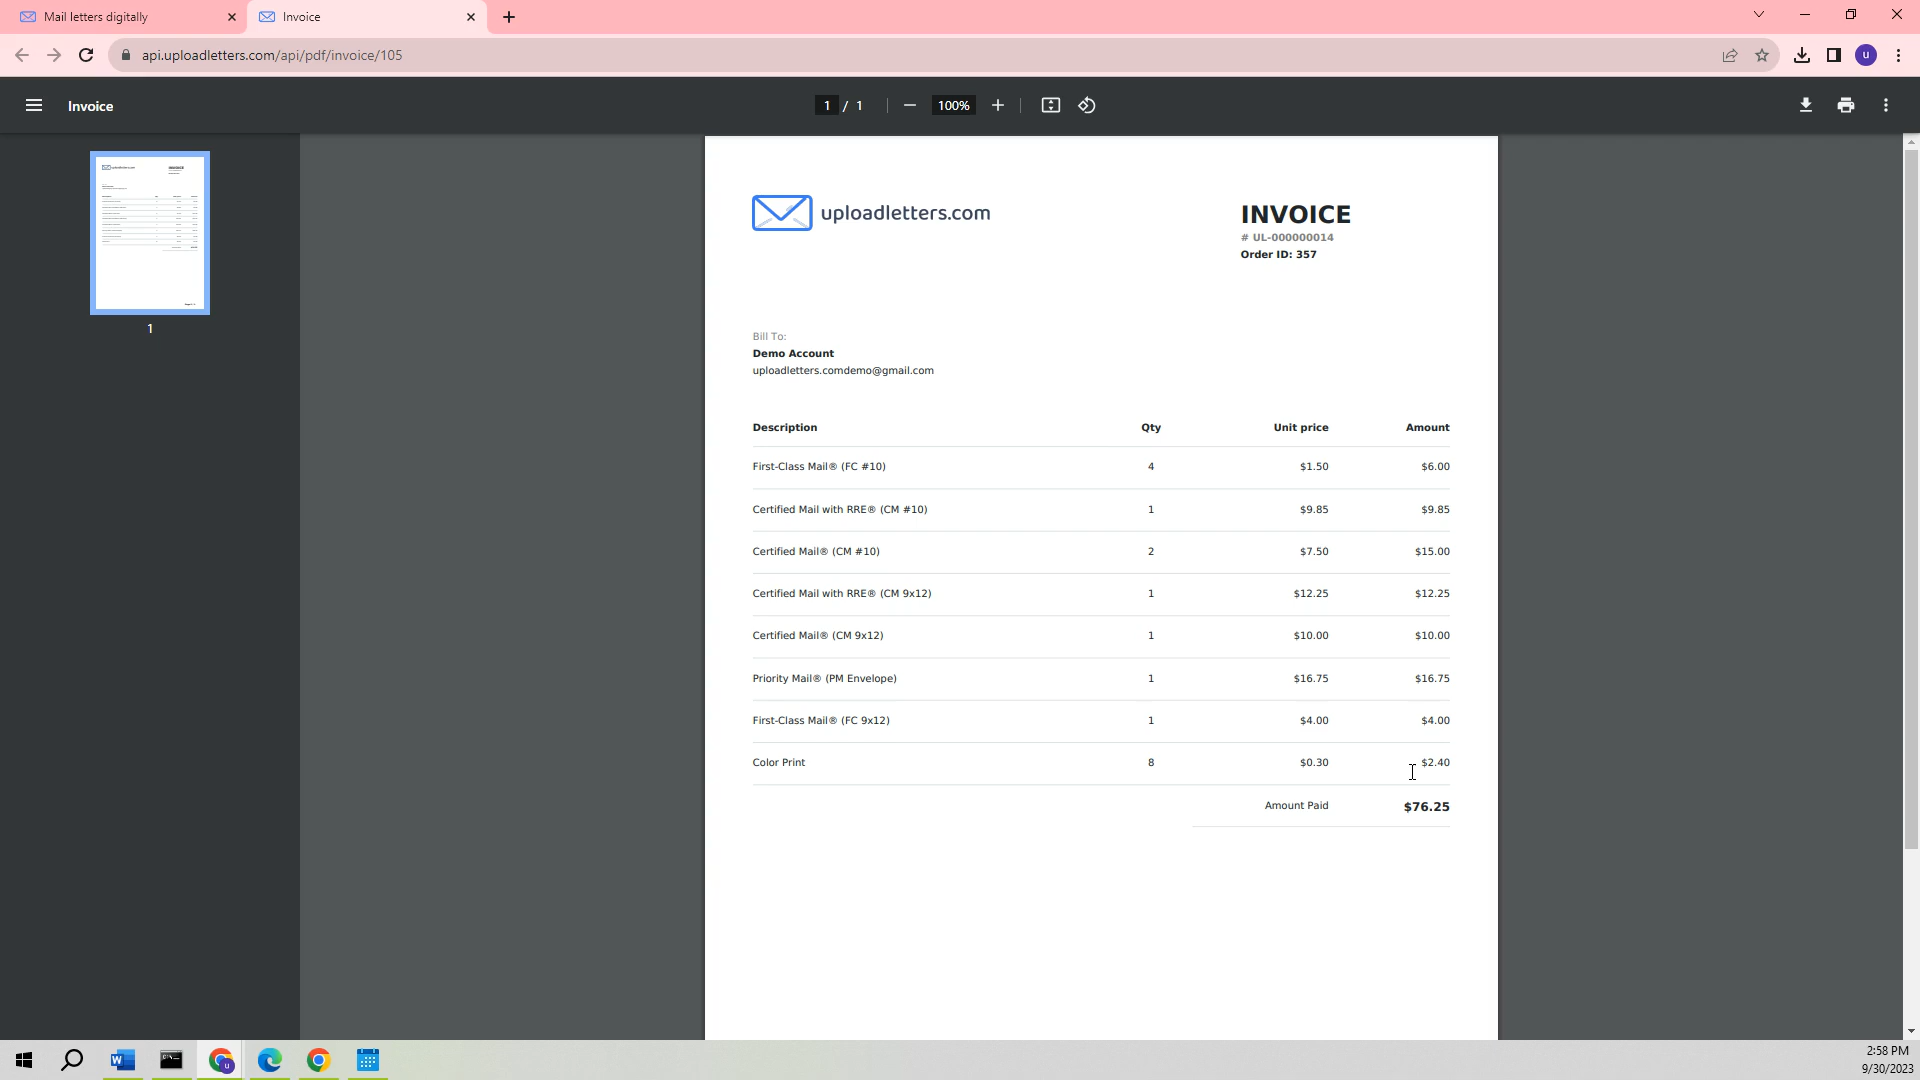 Mail letters digitally
Invoice
api.uploadletters.com/api/pdf/invoice/105
u
Invoice
1 / 1
100%
1
uploadletters.com
INVOICE
# UL-000000014
Order ID: 357
Bill To:
Demo Account
uploadletters.comdemo@gmail.com
Description Qty Unit price Amount
First-Class Mail® (FC #10) 4 $1.50 $6.00
Certified Mail with RRE® (CM #10) 1 $9.85 $9.85
Certified Mail® (CM #10) 2 $7.50 $15.00
Certified Mail with RRE® (CM 9x12) 1 $12.25 $12.25
Certified Mail® (CM 9x12) 1 $10.00 $10.00
Priority Mail® (PM Envelope) 1 $16.75 $16.75
First-Class Mail® (FC 9x12) 1 $4.00 $4.00
Color Print 8 $0.30 $2.40
Amount Paid $76.25
2:58 PM
9/30/2023